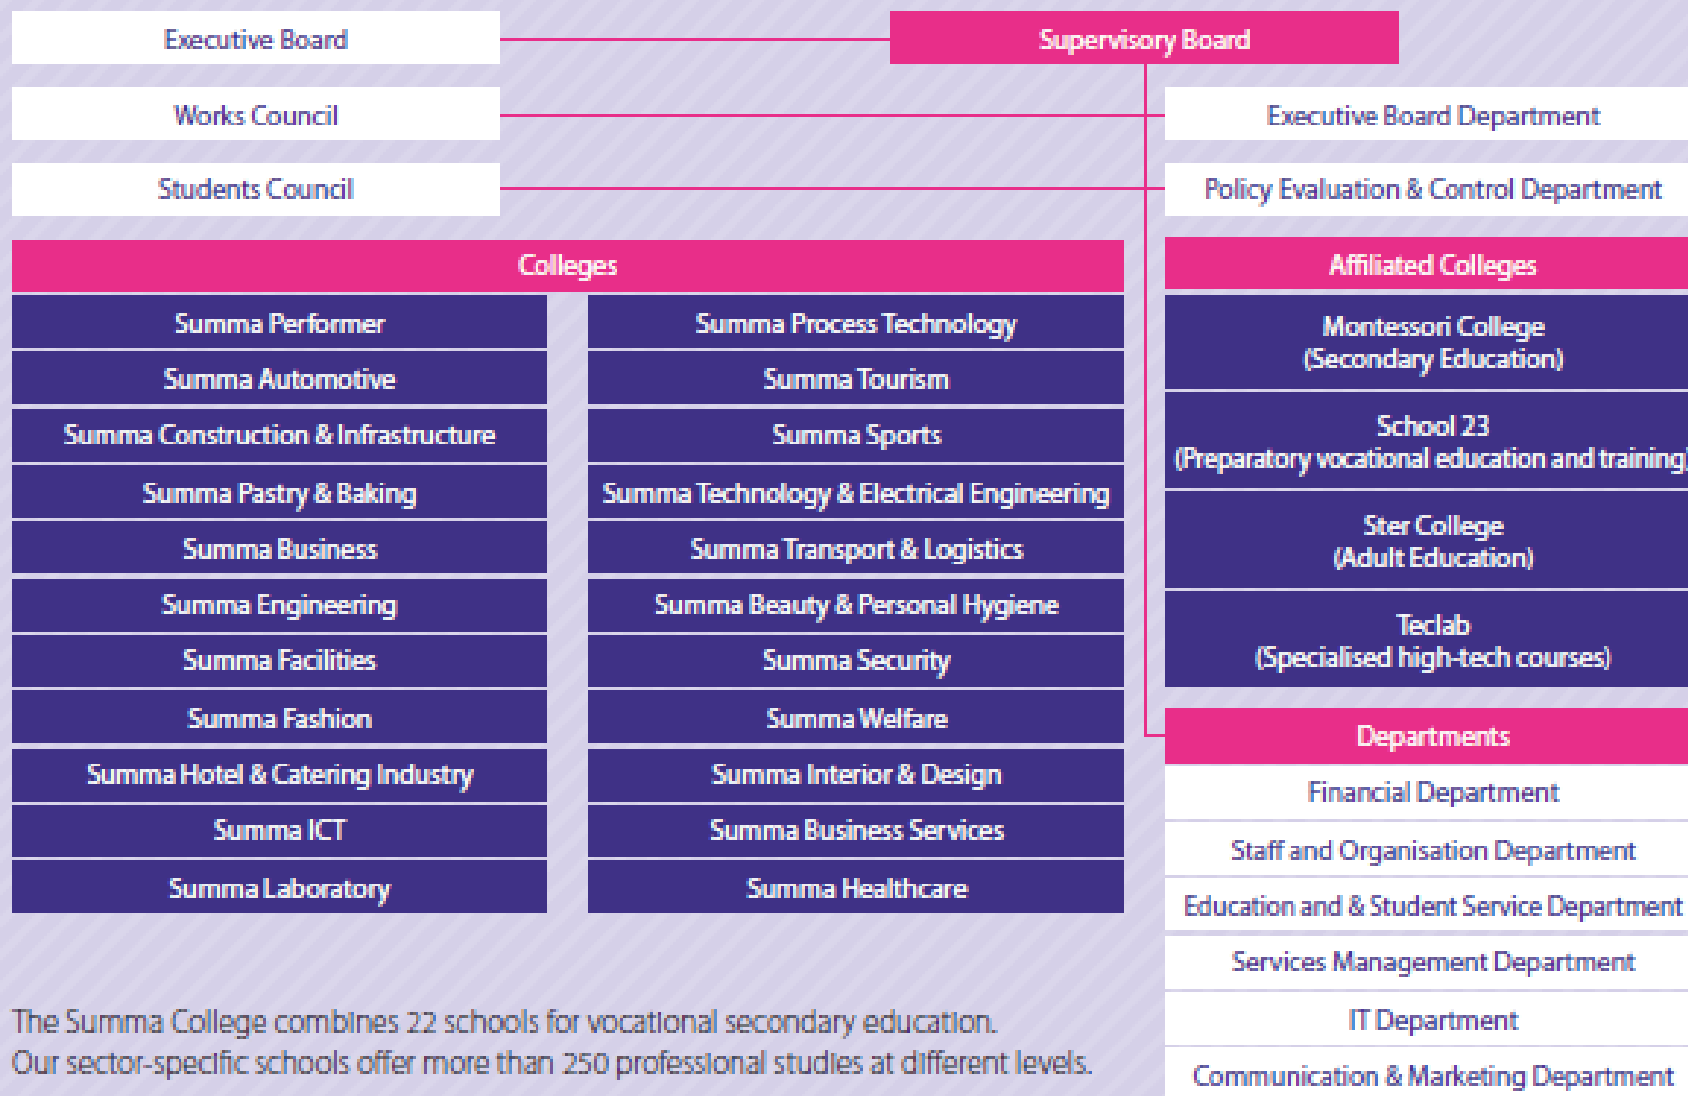 Executive Board
Supervisory Board
Works Council
Executive Board Department
Students Council
Policy Evaluation & Control Department
Colleges
Summa Performer
Summa Automotive
Summa Construction & Infrastructure
Summa Pastry & Baking
Summa Business
Summa Engineering
Summa Facilities
Summa Fashion
Summa Hotel & Catering Industry
Summa ICT
Summa Laboratory
Summa Process Technology
Summa Tourism
Summa Sports
Summa Technology & Electrical Engineering
Summa Transport & Logistics
Summa Beauty & Personal Hygiene
Summa Security
Summa Welfare
Summa Interior & Design
Summa Business Services
Summa Healthcare
Affiliated Colleges
Montessori College
(Secondary Education)
School 23
(Preparatory vocational education and training)
Ster College
(Adult Education)
Teclab
(Specialised high-tech courses)
Departments
Financial Department
Staff and Organisation Department
Education and & Student Service Department
Services Management Department
IT Department
Communication & Marketing Department
The Summa College combines 22 schools for vocational secondary education.
Our sector-specific schools offer more than 250 professional studies at different levels.